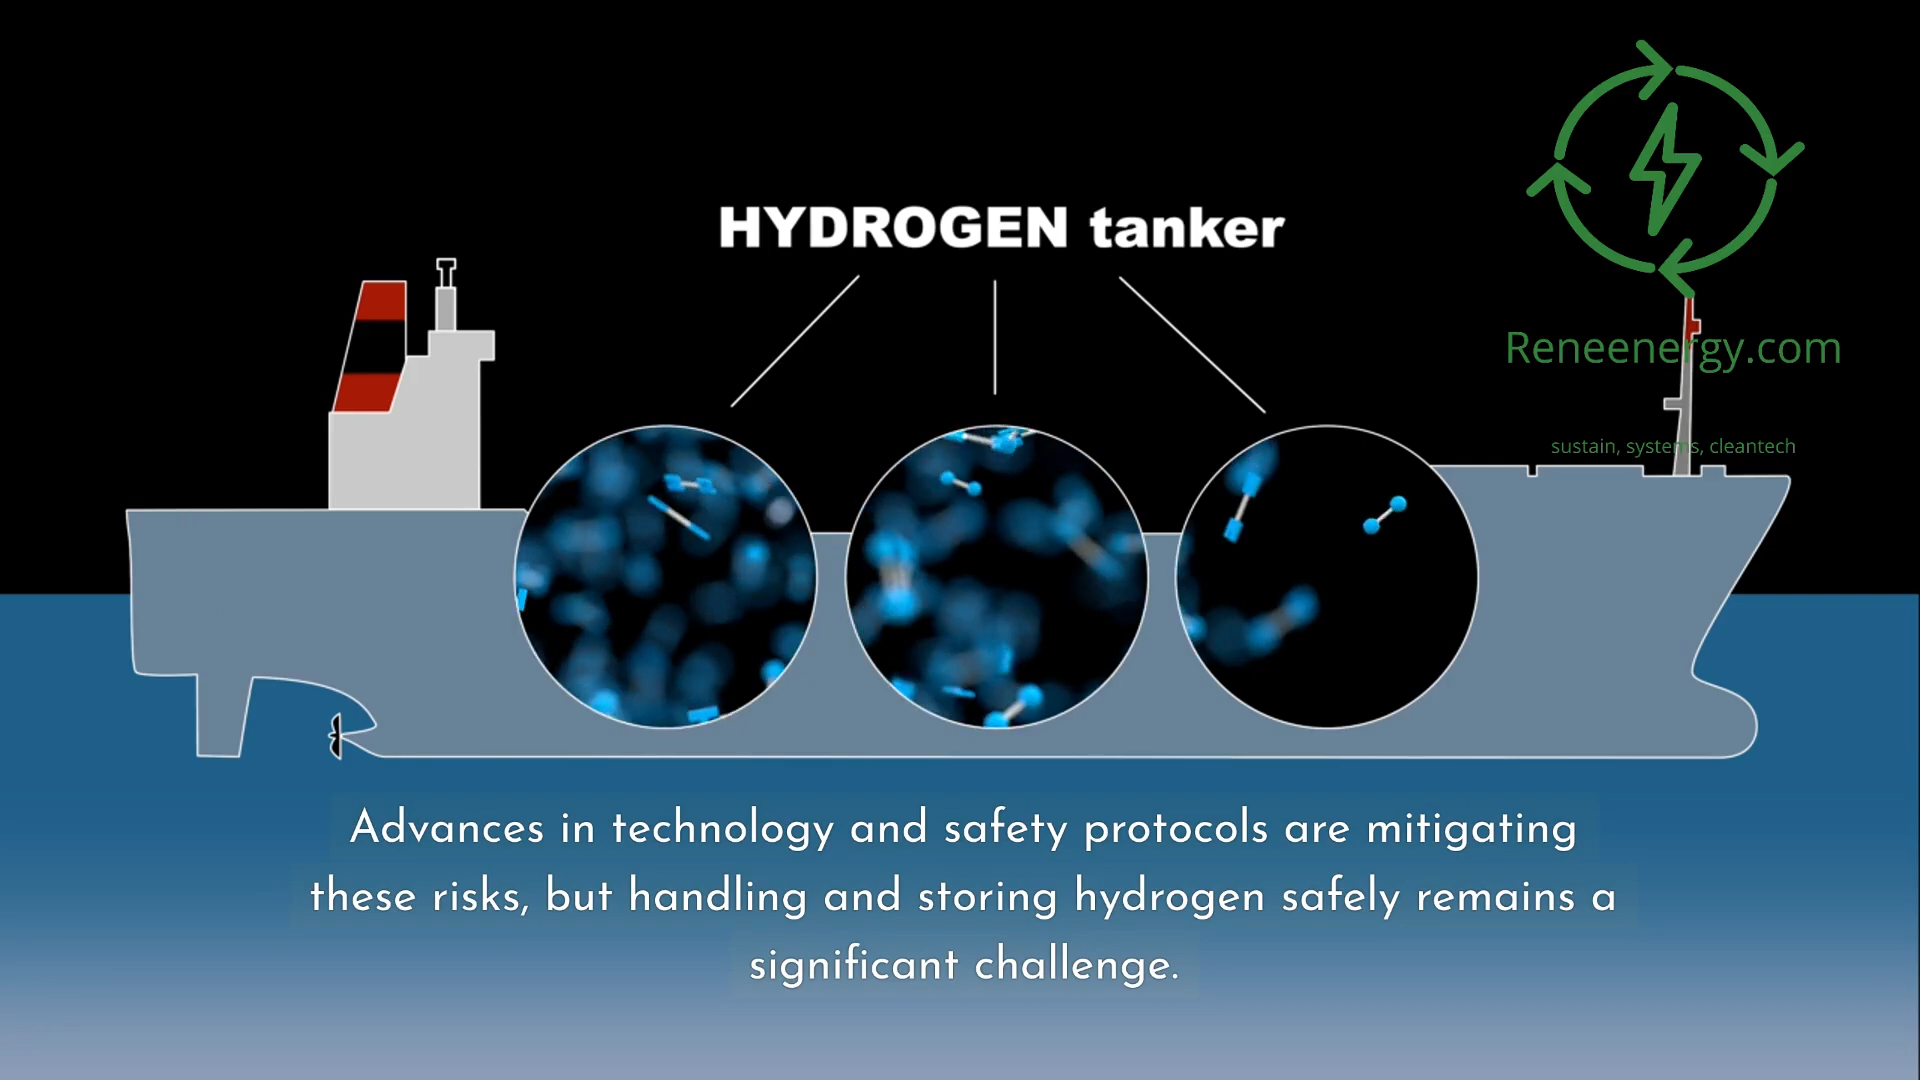 HYDROGEN tanker
Reneenergy.com
sustain, systems, cleantech
Advances in technology and safety protocols are mitigating
these risks, but handling and storing hydrogen safely remains a
significant challenge.